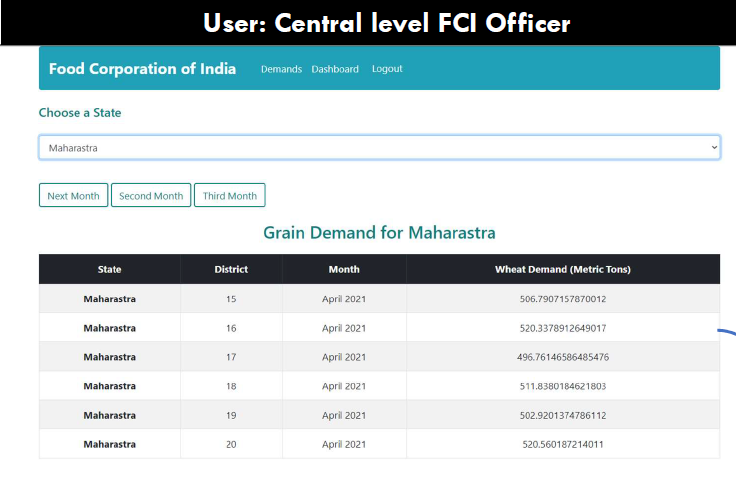 User: Central level FCI Officer
Food Corporation of India Demands Dashboard Logout
Choose a State
Maharastra
Next Month Second Month Third Month
Grain Demand for Maharastra
State District Month Wheat Demand (Metric Tons)
Maharastra 15 April 2021 506.7907157870012
Maharastra 16 April 2021 520.3378912649017
Maharastra 17 April 2021 496.76146586485476
Maharastra 18 April 2021 511.8380184621803
Maharastra 19 April 2021 502.9201374786112
Maharastra 20 April 2021 520.560187214011